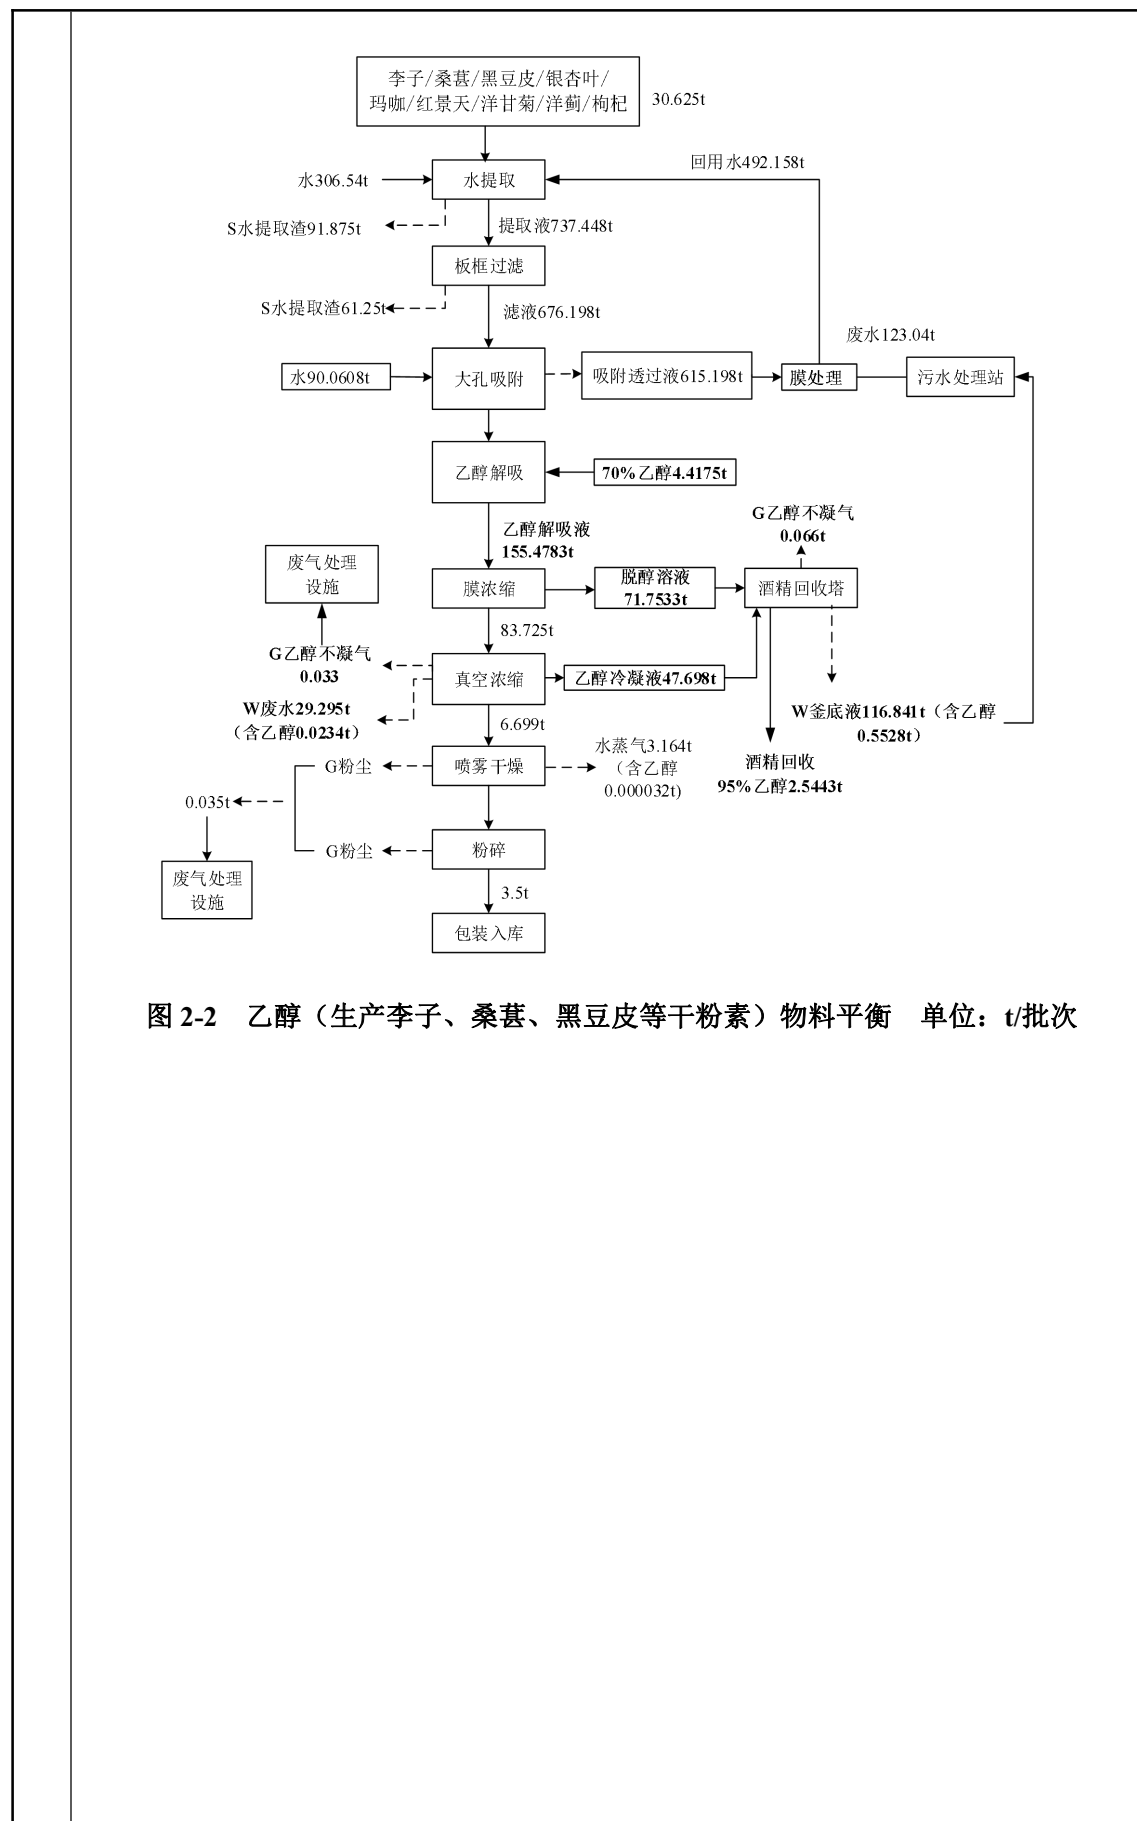 李子/桑葚/黑豆皮/银杏叶/
玛咖/红景天/洋甘菊/洋蓟/枸杞
30.625t
回用水492.158t
水306.54t
水提取
S水提取渣91.875t
提取液737.448t
板框过滤
S水提取渣61.25t
滤液676.198t
废水123.04t
水90.0608t
大孔吸附
吸附透过液615.198t
膜处理
污水处理站
乙醇解吸
70%乙醇4.4175t
乙醇解吸液
155.4783t
G乙醇不凝气
0.066t
废气处理
设施
膜浓缩
脱醇溶液
71.7533t
酒精回收塔
83.725t
G乙醇不凝气
0.033
真空浓缩
乙醇冷凝液47.698t
W废水29.295t
（含乙醇0.0234t）
6.699t
W釜底液116.841t（含乙醇
0.5528t）
水蒸气3.164t
（含乙醇
0.000032t)
酒精回收
95%乙醇2.5443t
G粉尘
喷雾干燥
0.035t
G粉尘
粉碎
废气处理
设施
3.5t
包装入库
图 2-2 乙醇（生产李子、桑葚、黑豆皮等干粉素）物料平衡 单位：t/批次